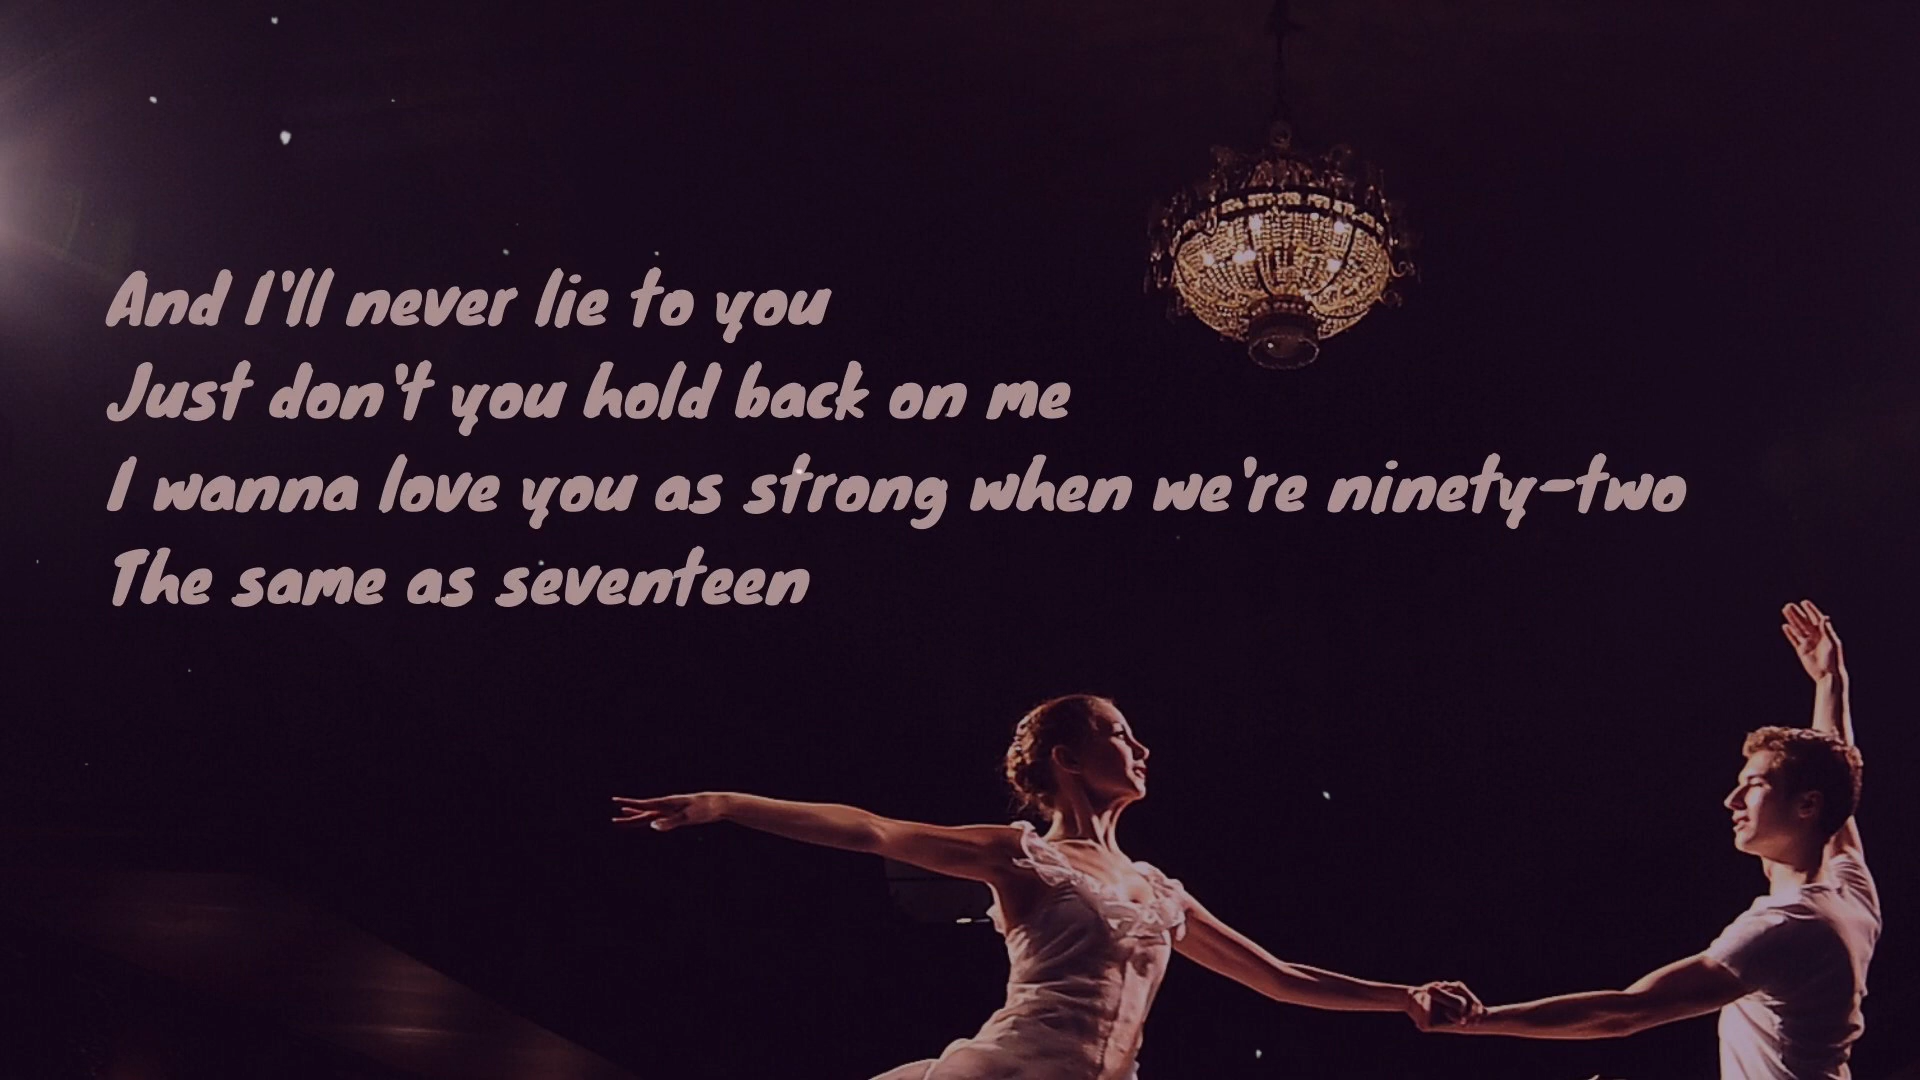 And I'll never lie to you
Just don't you hold back on me
I wanna love you as strong when we're ninety-two
The same as seventeen